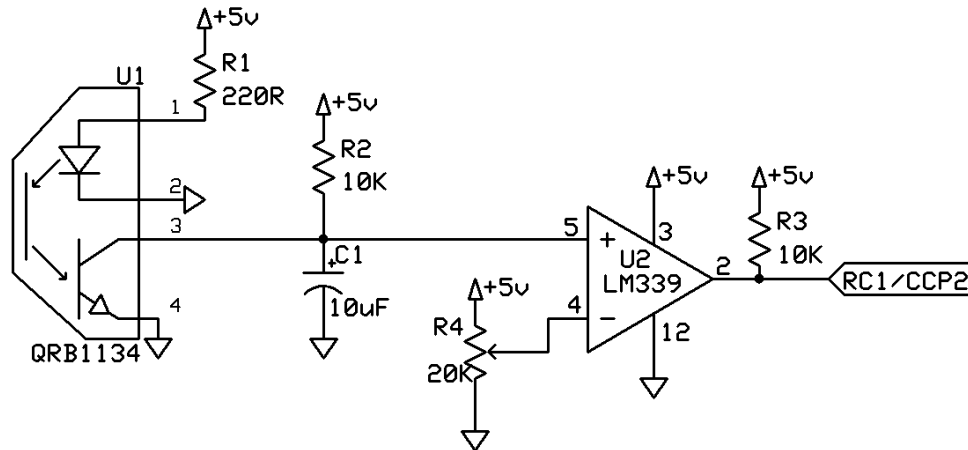 +5v
R1
220R
U1
1
2
3
4
QRB1134
+5v
R2
10K
C1
+
10uF
+5v
R4
20K
5
+
4
−
U2
LM339
+5v
3
12
2
+5v
R3
10K
RC1/CCP2